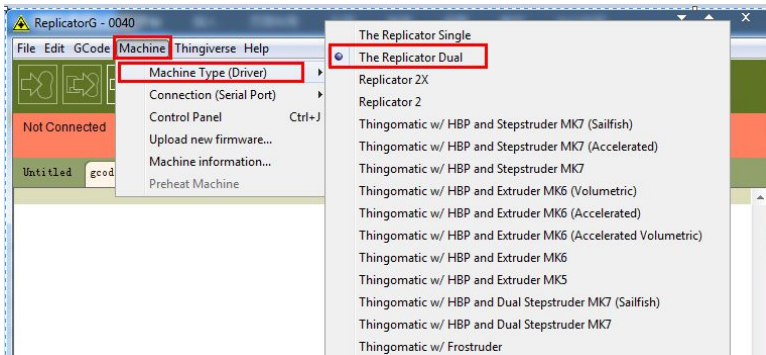 ReplicatorG - 0040
File Edit GCode Machine Thingiverse Help
Machine Type (Driver)
Connection (Serial Port)
Control Panel Ctrl+J
Upload new firmware...
Machine information...
Preheat Machine
Not Connected
Untitled gcod
The Replicator Single
The Replicator Dual
Replicator 2X
Replicator 2
Thingomatic w/ HBP and Stepstruder MK7 (Sailfish)
Thingomatic w/ HBP and Stepstruder MK7 (Accelerated)
Thingomatic w/ HBP and Stepstruder MK7
Thingomatic w/ HBP and Extruder MK6 (Volumetric)
Thingomatic w/ HBP and Extruder MK6 (Accelerated)
Thingomatic w/ HBP and Extruder MK6 (Accelerated Volumetric)
Thingomatic w/ HBP and Extruder MK6
Thingomatic w/ HBP and Extruder MK5
Thingomatic w/ HBP and Dual Stepstruder MK7 (Sailfish)
Thingomatic w/ HBP and Dual Stepstruder MK7
Thingomatic w/ Frostruder